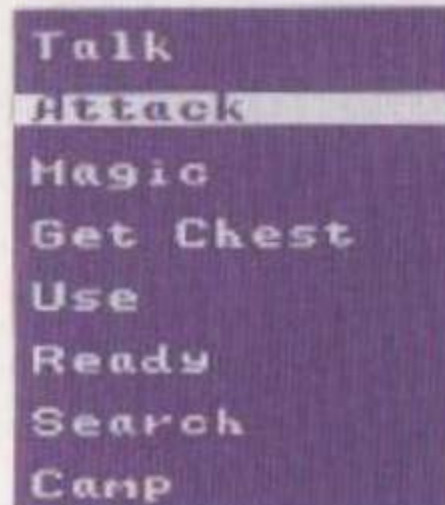 Talk
Attack
Magic
Get Chest
Use
Ready
Search
Camp